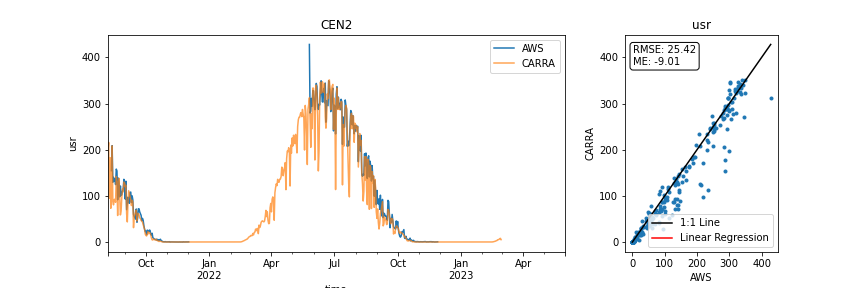 CEN2
usr
400
300
200
100
0
usr
AWS
CARRA
Oct
Jan
Apr
Jul
Oct
Jan
Apr
2022
2023
usr
RMSE: 25.42
ME: -9.01
400
300
200
100
0
CARRA
1:1 Line
Linear Regression
0
100
200
300
400
AWS